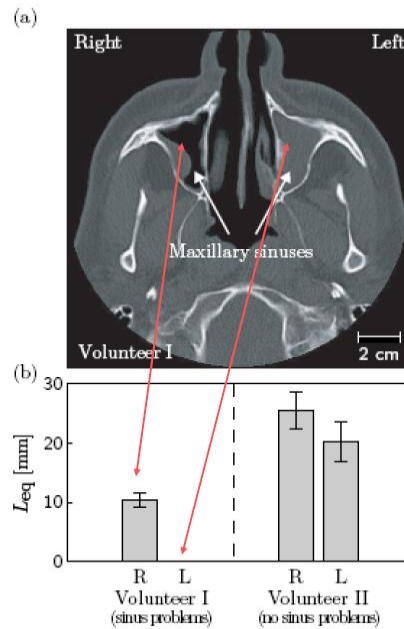 (a)
Right
Left
Maxillary sinuses
Volunteer I
2 cm
(b)
30
20
10
0
Leq [mm]
R L R L
Volunteer I Volunteer II
(sinus problems) (no sinus problems)